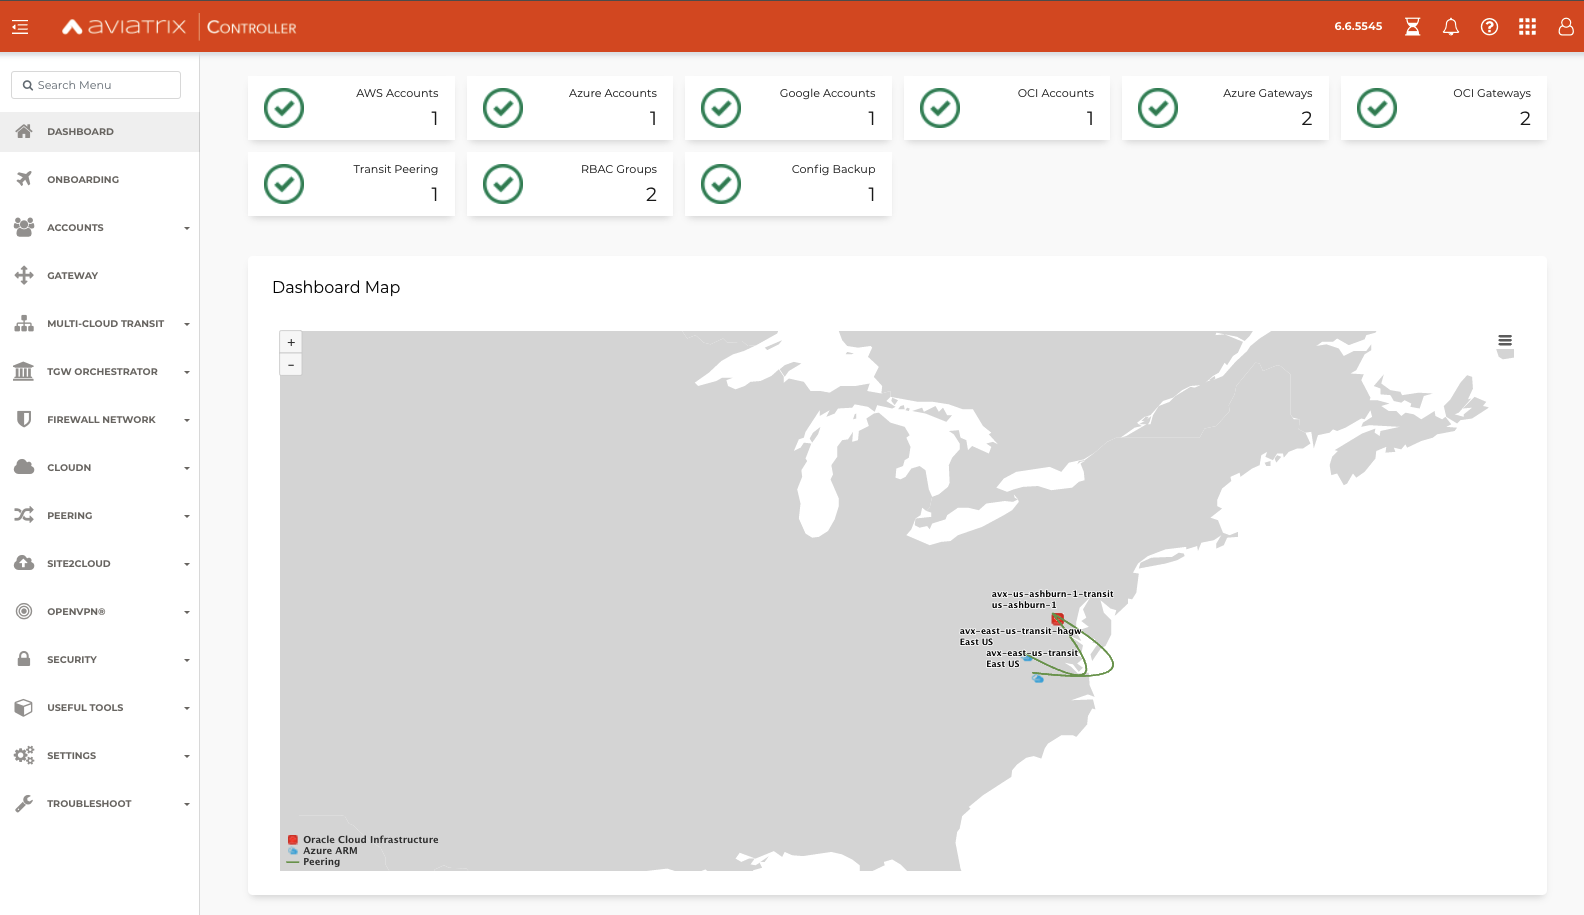 aviatrix CONTROLLER
6.6.5545
Search Menu
DASHBOARD
ONBOARDING
ACCOUNTS
GATEWAY
MULTI-CLOUD TRANSIT
TGW ORCHESTRATOR
FIREWALL NETWORK
CLOUDN
PEERING
SITE2CLOUD
OPENVPN®
SECURITY
USEFUL TOOLS
SETTINGS
TROUBLESHOOT
AWS Accounts
1
Azure Accounts
1
Google Accounts
1
OCI Accounts
1
Azure Gateways
2
OCI Gateways
2
Transit Peering
1
RBAC Groups
2
Config Backup
1
Dashboard Map
+
-
avx-us-ashburn-1-transit
us-ashburn-1
avx-east-us-transit-hagw
East US
avx-east-us-transit
East US
Oracle Cloud Infrastructure
Azure ARM
Peering